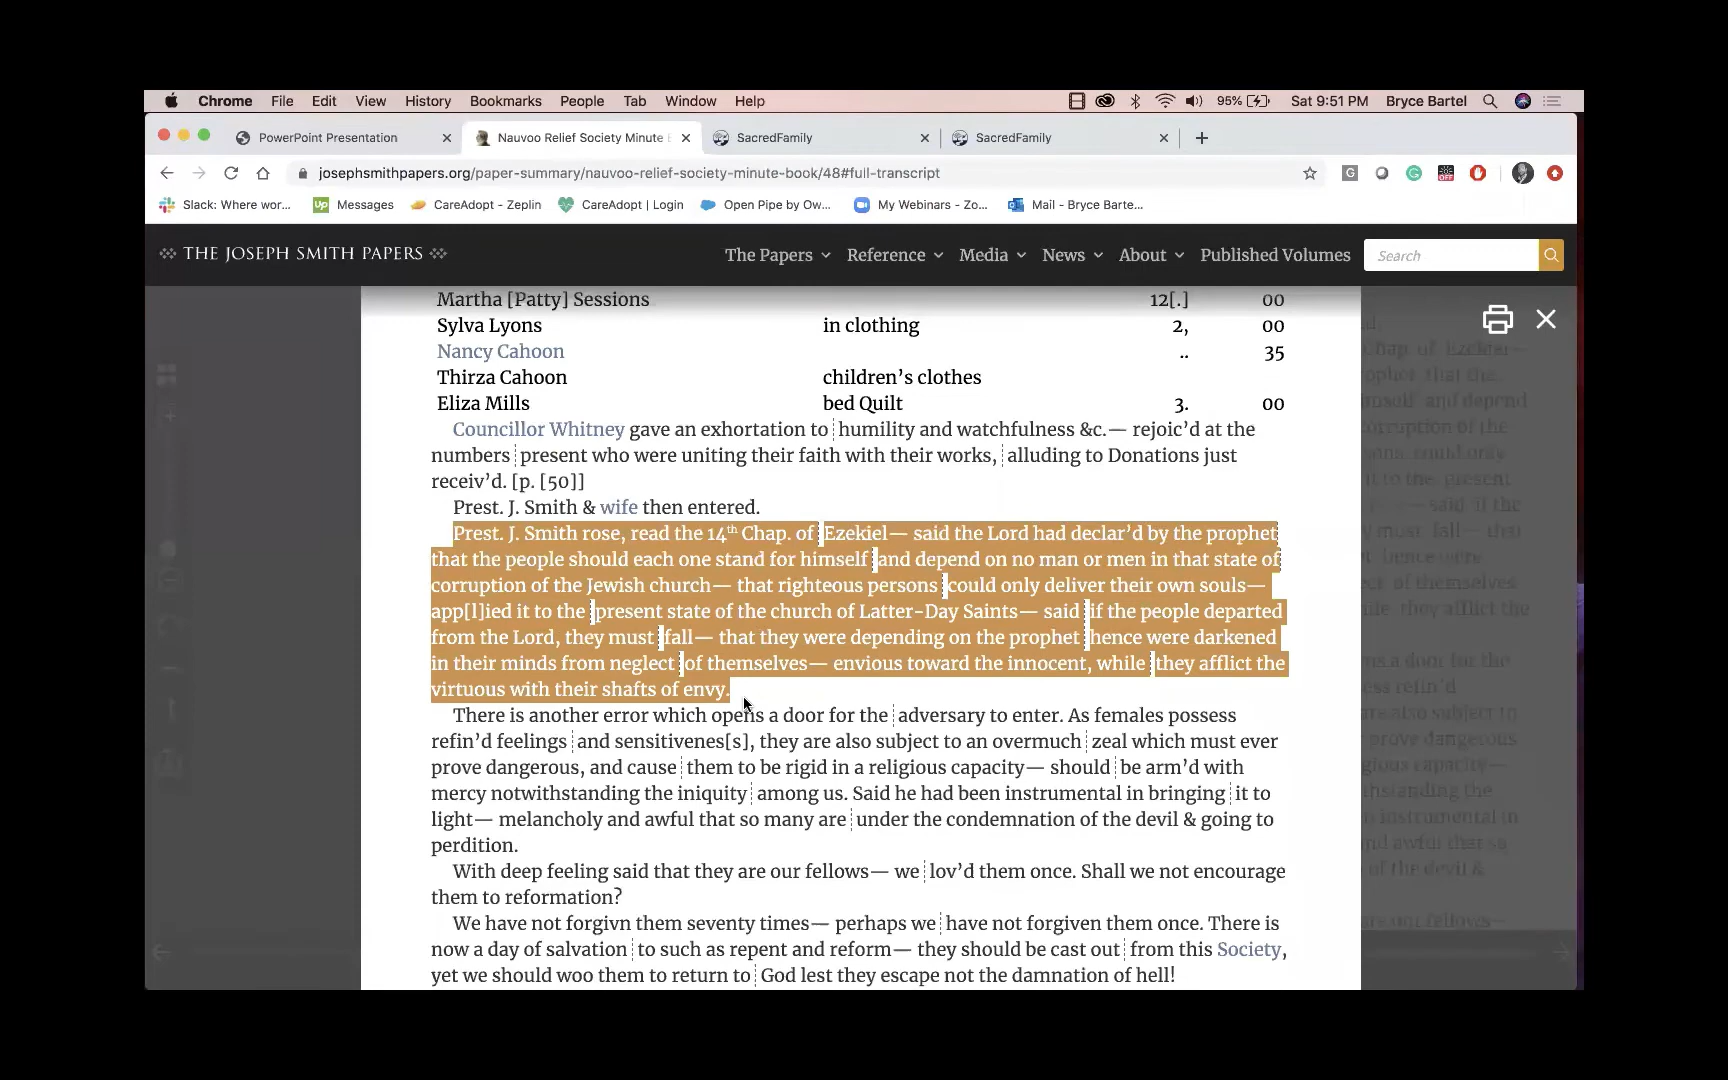 Chrome File Edit View History Bookmarks People Tab Window Help 95% Sat 9:51 PM Bryce Bartel
PowerPoint Presentation Nauvoo Relief Society Minute SacredFamily SacredFamily
josephsmithpapers.org/paper-summary/nauvoo-relief-society-minute-book/48#full-transcript
Slack: Where wor... Messages CareAdopt - Zeplin CareAdopt | Login Open Pipe by Ow... My Webinars - Zo... Mail - Bryce Barte...
THE JOSEPH SMITH PAPERS The Papers Reference Media News About Published Volumes Search
Martha [Patty] Sessions 12[.] 00
Sylva Lyons in clothing 2, 00
Nancy Cahoon .. 35
Thirza Cahoon children’s clothes
Eliza Mills bed Quilt 3. 00
Councillor Whitney gave an exhortation to humility and watchfulness &c.— rejoic’d at the
numbers present who were uniting their faith with their works, alluding to Donations just
receiv’d. [p. [50]]
Prest. J. Smith & wife then entered.
Prest. J. Smith rose, read the 14th Chap. of Ezekiel— said the Lord had declar’d by the prophet
that the people should each one stand for himself and depend on no man or men in that state of
corruption of the Jewish church— that righteous persons could only deliver their own souls—
app[l]ied it to the present state of the church of Latter-Day Saints— said if the people departed
from the Lord, they must fall— that they were depending on the prophet hence were darkened
in their minds from neglect of themselves— envious toward the innocent, while they afflict the
virtuous with their shafts of envy.
There is another error which opens a door for the adversary to enter. As females possess
refin’d feelings and sensitivenes[s], they are also subject to an overmuch zeal which must ever
prove dangerous, and cause them to be rigid in a religious capacity— should be arm’d with
mercy notwithstanding the iniquity among us. Said he had been instrumental in bringing it to
light— melancholy and awful that so many are under the condemnation of the devil & going to
perdition.
With deep feeling said that they are our fellows— we lov’d them once. Shall we not encourage
them to reformation?
We have not forgivn them seventy times— perhaps we have not forgiven them once. There is
now a day of salvation to such as repent and reform— they should be cast out from this Society,
yet we should woo them to return to God lest they escape not the damnation of hell!